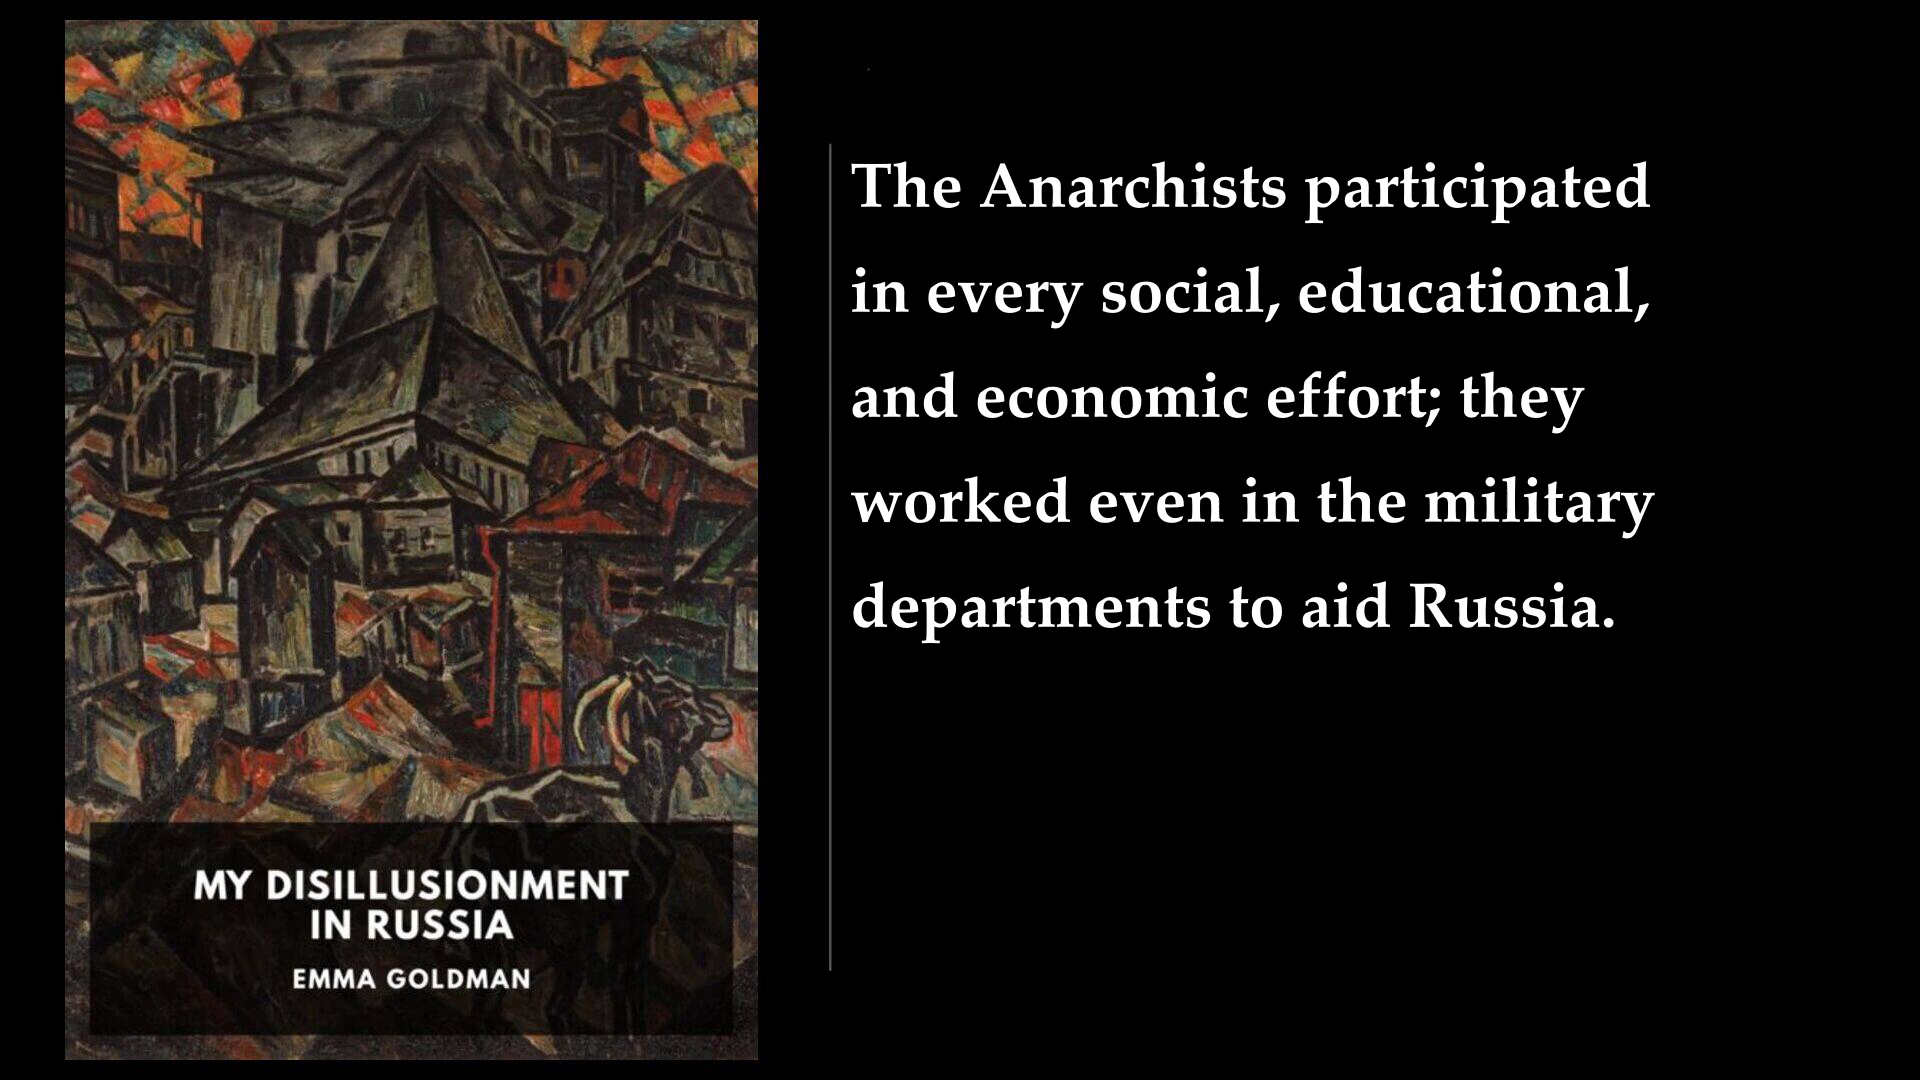 MY DISILLUSIONMENT
IN RUSSIA
EMMA GOLDMAN
The Anarchists participated
in every social, educational,
and economic effort; they
worked even in the military
departments to aid Russia.